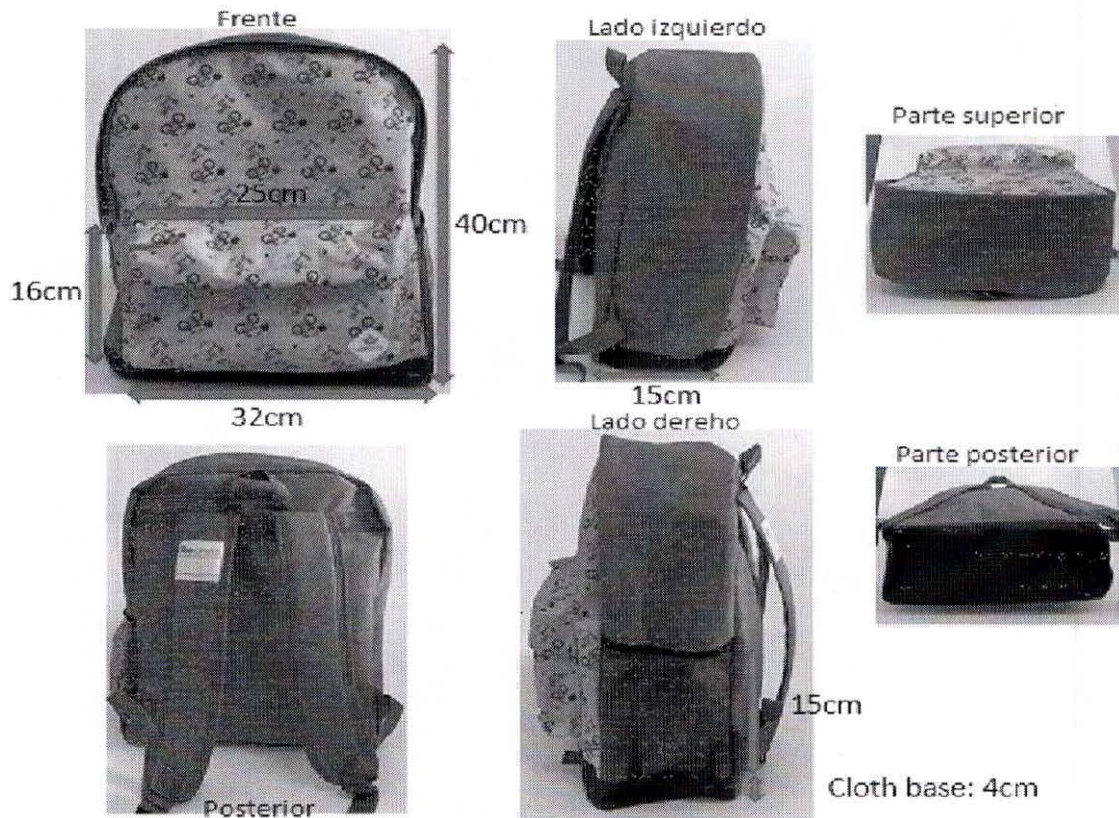 Frente
Lado izquierdo
Parte superior
25cm
40cm
16cm
15cm
32cm
Lado dereho
Parte posterior
15cm
Posterior
Cloth base: 4cm